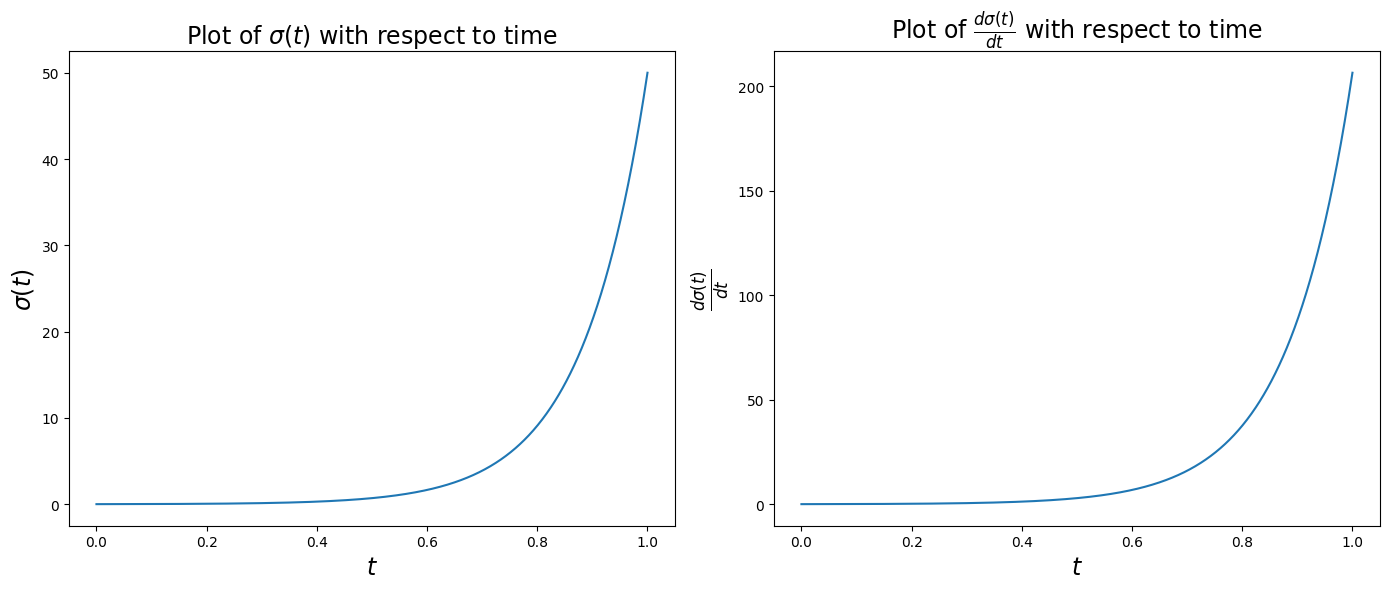 Plot of σ(t) with respect to time
σ(t)
50
40
30
20
10
0
0.0 0.2 0.4 0.6 0.8 1.0
t
Plot of dσ(t)/dt with respect to time
dσ(t)/dt
200
150
100
50
0
0.0 0.2 0.4 0.6 0.8 1.0
t